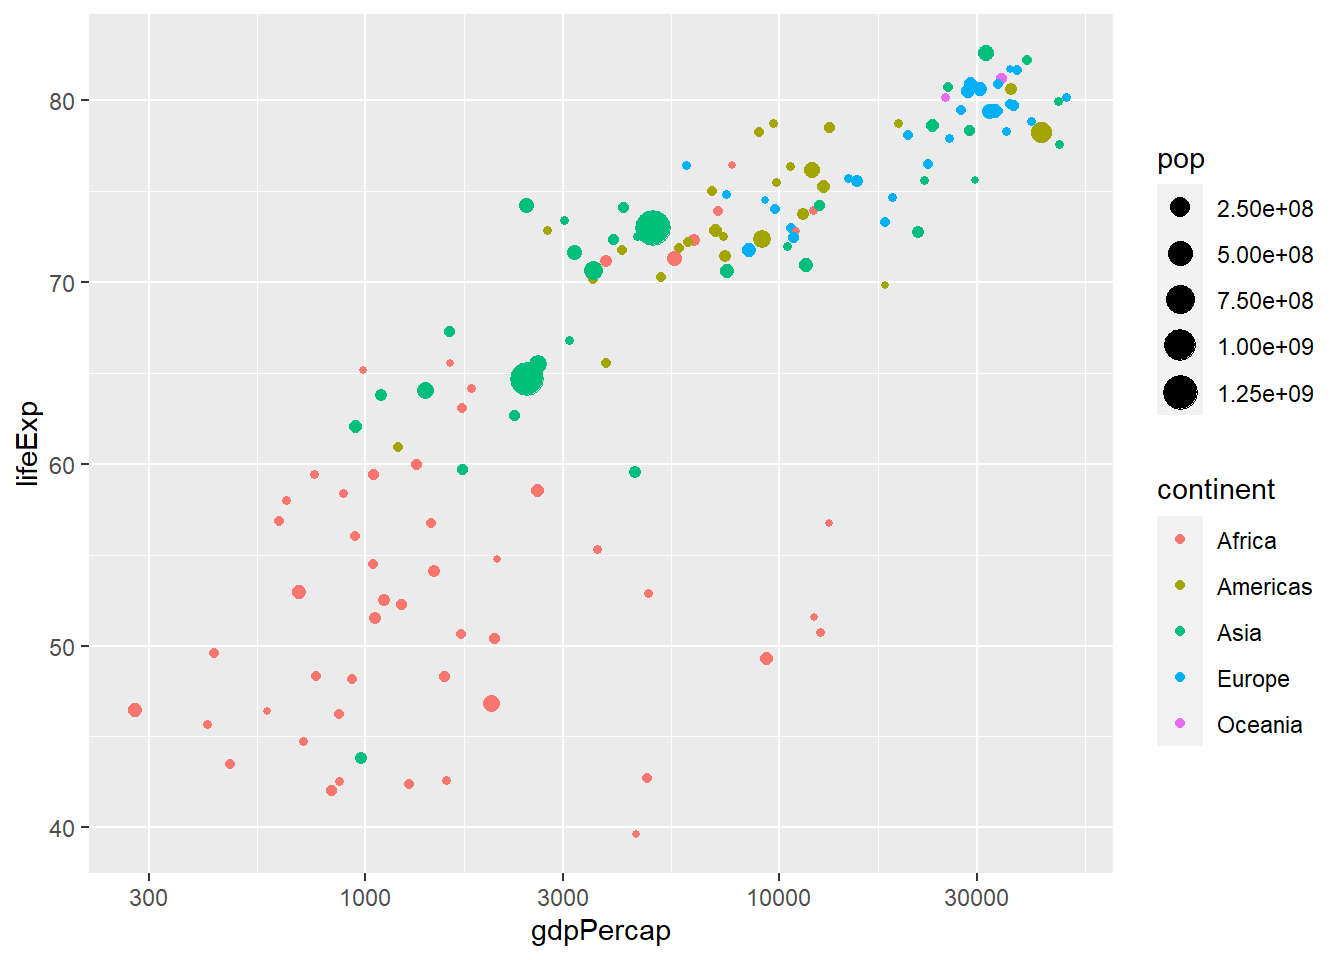 80
70
60
50
40
lifeExp
300
1000
3000
10000
30000
gdpPercap
pop
2.50e+08
5.00e+08
7.50e+08
1.00e+09
1.25e+09
continent
Africa
Americas
Asia
Europe
Oceania